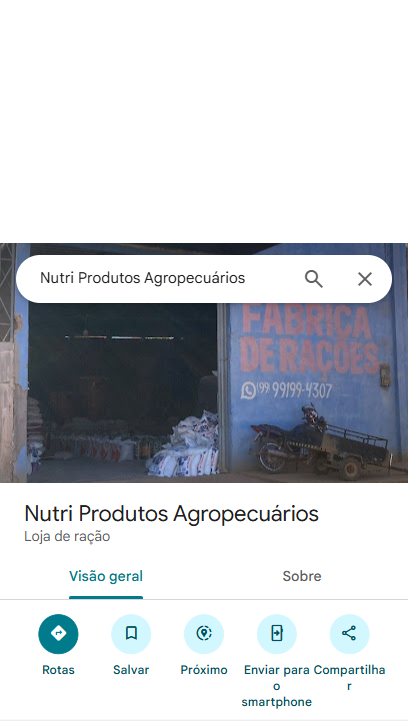 Nutri Produtos Agropecuários
FABRICA
DE RAÇÕES
(99) 99199-4307
Nutri Produtos Agropecuários
Loja de ração
Visão geral
Sobre
Rotas
Salvar
Próximo
Enviar para
o
smartphone
Compartilha
r